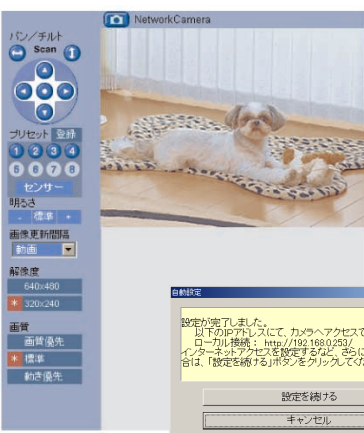 NetworkCamera
パン／チルト
Scan
プリセット 登録
1 2 3 4
5 6 7 8
センサー
明るさ
- 標準 +
画像更新間隔
動画
解像度
640×480
* 320×240
画質
画質優先
* 標準
動き優先
自動設定
設定が完了しました。
以下のIPアドレスにて、カメラへアクセスで
ローカル接続： http://192.168.0.253/
インターネットアクセスを設定するなど、さらに
合は、「設定を続ける」ボタンをクリックしてくだ
設定を続ける
キャンセル